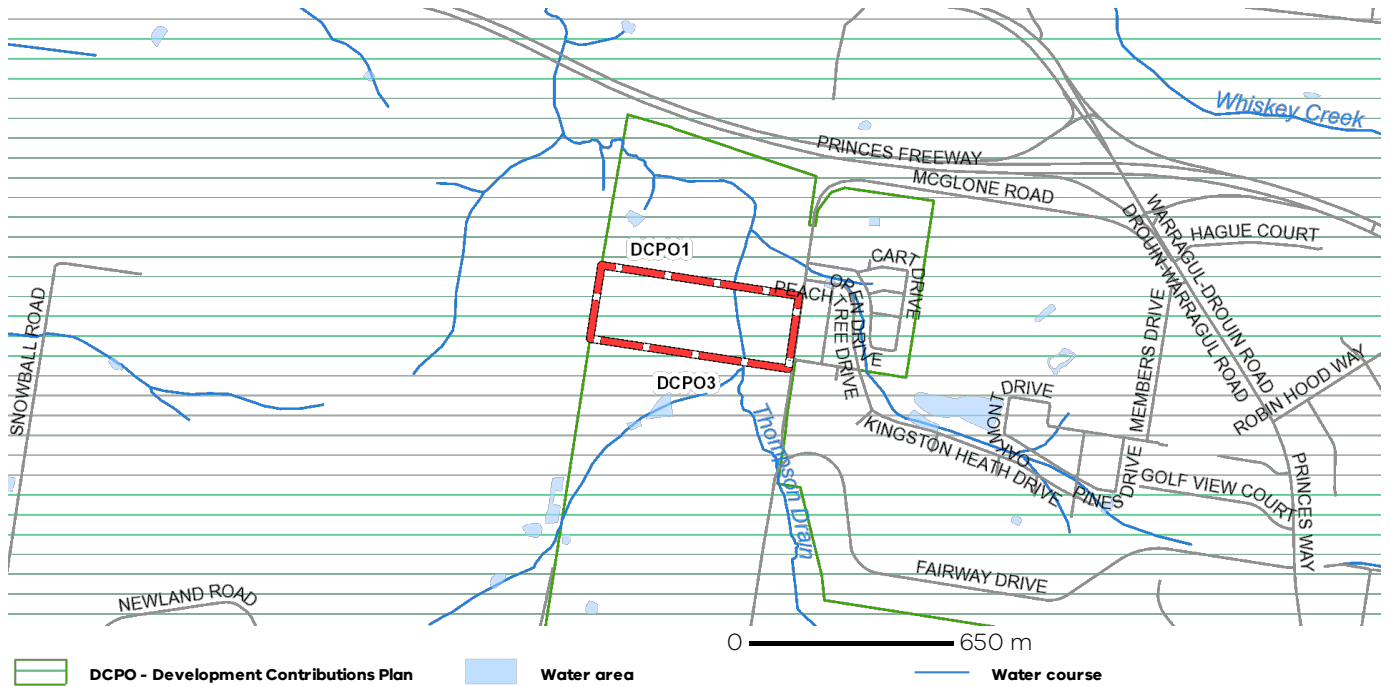 Whiskey Creek
PRINCES FREEWAY
MCGLONE ROAD
WARRAGUL-DROUIN ROAD
DROUIN-WARRAGUL ROAD
HAGUE COURT
DCPO1
CART
DRIVE
PEACH
TREE DRIVE
OPEN DRIVE
SNOWBALL ROAD
MEMBERS DRIVE
ROBIN HOOD WAY
DCPO3
DRIVE
OAKMONT
Thompson Drain
KINGSTON HEATH DRIVE
PINES
DRIVE
GOLF VIEW COURT
PRINCES WAY
FAIRWAY DRIVE
NEWLAND ROAD
0 650 m
DCPO - Development Contributions Plan
Water area
Water course